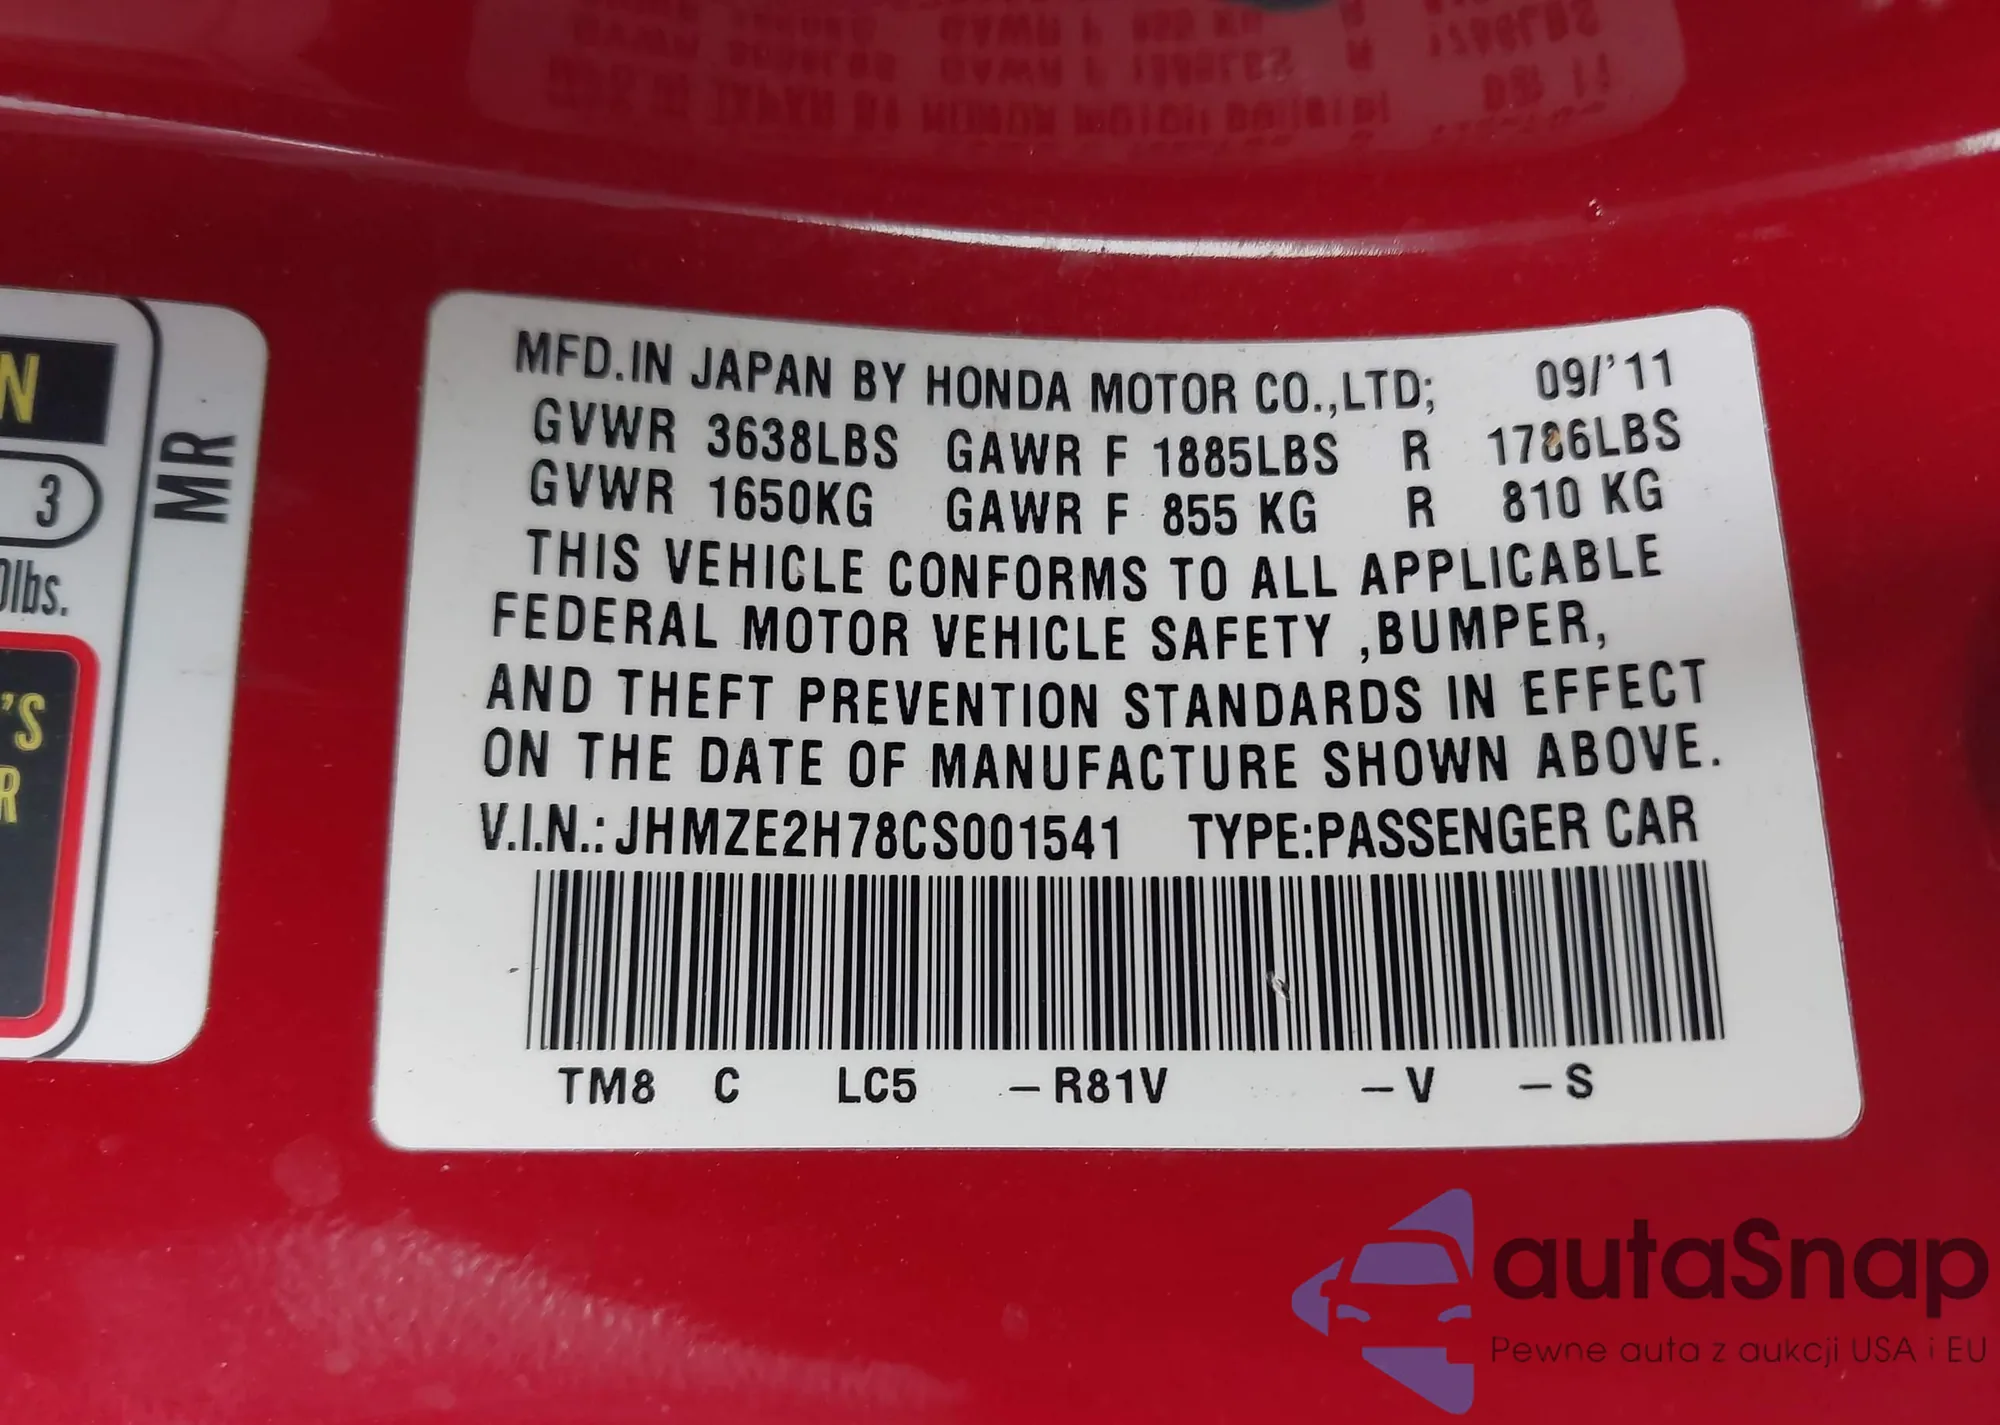 MFD.IN JAPAN BY HONDA MOTOR CO.,LTD; 09/'11
GVWR 3638LBS GAWR F 1885LBS R 1786LBS
GVWR 1650KG GAWR F 855 KG R 810 KG
THIS VEHICLE CONFORMS TO ALL APPLICABLE
FEDERAL MOTOR VEHICLE SAFETY ,BUMPER,
AND THEFT PREVENTION STANDARDS IN EFFECT
ON THE DATE OF MANUFACTURE SHOWN ABOVE.
V.I.N.: JHMZE2H78CS001541 TYPE:PASSENGER CAR
TM8 C LC5 –R81V –V –S
N
3
0lbs.
'S
R
MR
autaSnap
Pewne auta z aukcji USA i EU